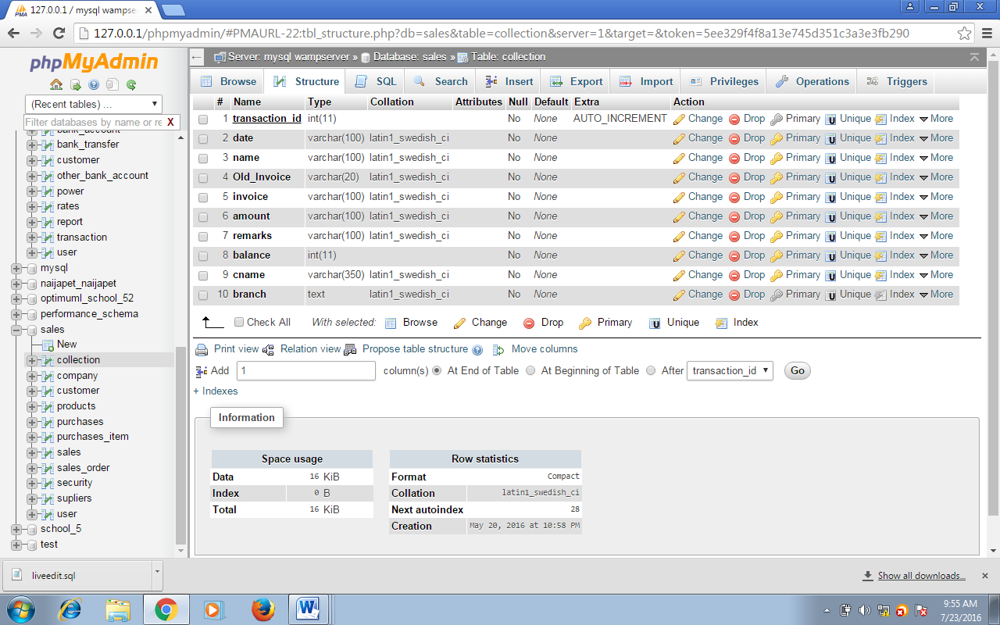 127.0.0.1 / mysql wampse
127.0.0.1/phpmyadmin/#PMAURL-22:tbl_structure.php?db=sales&table=collection&server=1&target=&token=5ee329f4f8a13e745d351c3a3e3fb290
phpMyAdmin
(Recent tables) ...
Filter databases by name or re X
bank_account
bank_transfer
customer
other_bank_account
power
rates
report
transaction
user
mysql
naijapet_naijapet
optimuml_school_52
performance_schema
sales
New
collection
company
customer
products
purchases
purchases_item
sales
sales_order
security
supliers
user
school_5
test
Server: mysql wampserver » Database: sales » Table: collection
Browse Structure SQL Search Insert Export Import Privileges Operations Triggers
# Name Type Collation Attributes Null Default Extra Action
1 transaction_id int(11) No None AUTO_INCREMENT Change Drop Primary Unique Index More
2 date varchar(100) latin1_swedish_ci No None Change Drop Primary Unique Index More
3 name varchar(100) latin1_swedish_ci No None Change Drop Primary Unique Index More
4 Old_Invoice varchar(20) latin1_swedish_ci No None Change Drop Primary Unique Index More
5 invoice varchar(100) latin1_swedish_ci No None Change Drop Primary Unique Index More
6 amount varchar(100) latin1_swedish_ci No None Change Drop Primary Unique Index More
7 remarks varchar(100) latin1_swedish_ci No None Change Drop Primary Unique Index More
8 balance int(11) No None Change Drop Primary Unique Index More
9 cname varchar(350) latin1_swedish_ci No None Change Drop Primary Unique Index More
10 branch text latin1_swedish_ci No None Change Drop Primary Unique Index More
Check All With selected: Browse Change Drop Primary Unique Index
Print view Relation view Propose table structure Move columns
Add 1 column(s) At End of Table At Beginning of Table After transaction_id Go
+ Indexes
Information
Space usage
Data 16 KiB
Index 0 B
Total 16 KiB
Row statistics
Format Compact
Collation latin1_swedish_ci
Next autoindex 28
Creation May 20, 2016 at 10:58 PM
liveedit.sql
Show all downloads...
9:55 AM
7/23/2016